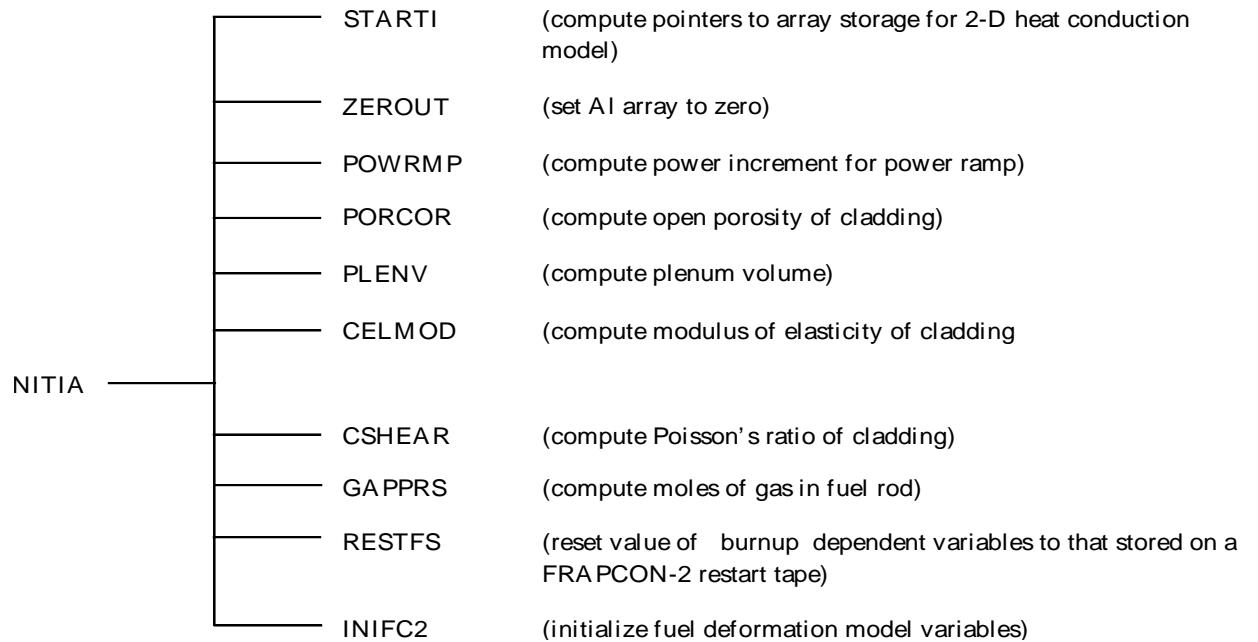 STARTI (compute pointers to array storage for 2-D heat conduction
model)
ZEROUT (set AI array to zero)
POWRMP (compute power increment for power ramp)
PORCOR (compute open porosity of cladding)
PLENV (compute plenum volume)
CELMOD (compute modulus of elasticity of cladding
NITIA
CSHEAR (compute Poisson's ratio of cladding)
GAPPRS (compute moles of gas in fuel rod)
RESTFS (reset value of burnup dependent variables to that stored on a
FRAPCON-2 restart tape)
INIFC2 (initialize fuel deformation model variables)